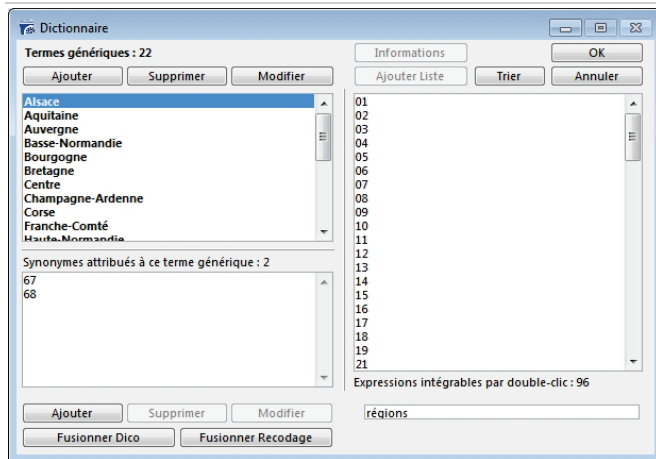 Dictionnaire
Termes génériques : 22
Informations
OK
Ajouter
Supprimer
Modifier
Ajouter Liste
Trier
Annuler
Alsace
Aquitaine
Auvergne
Basse-Normandie
Bourgogne
Bretagne
Centre
Champagne-Ardenne
Corse
Franche-Comté
Haute-Normandie
01
02
03
04
05
06
07
08
09
10
11
12
13
14
15
16
17
18
19
21
Synonymes attribués à ce terme générique : 2
67
68
Expressions intégrables par double-clic : 96
Ajouter
Supprimer
Modifier
régions
Fusionner Dico
Fusionner Recodage